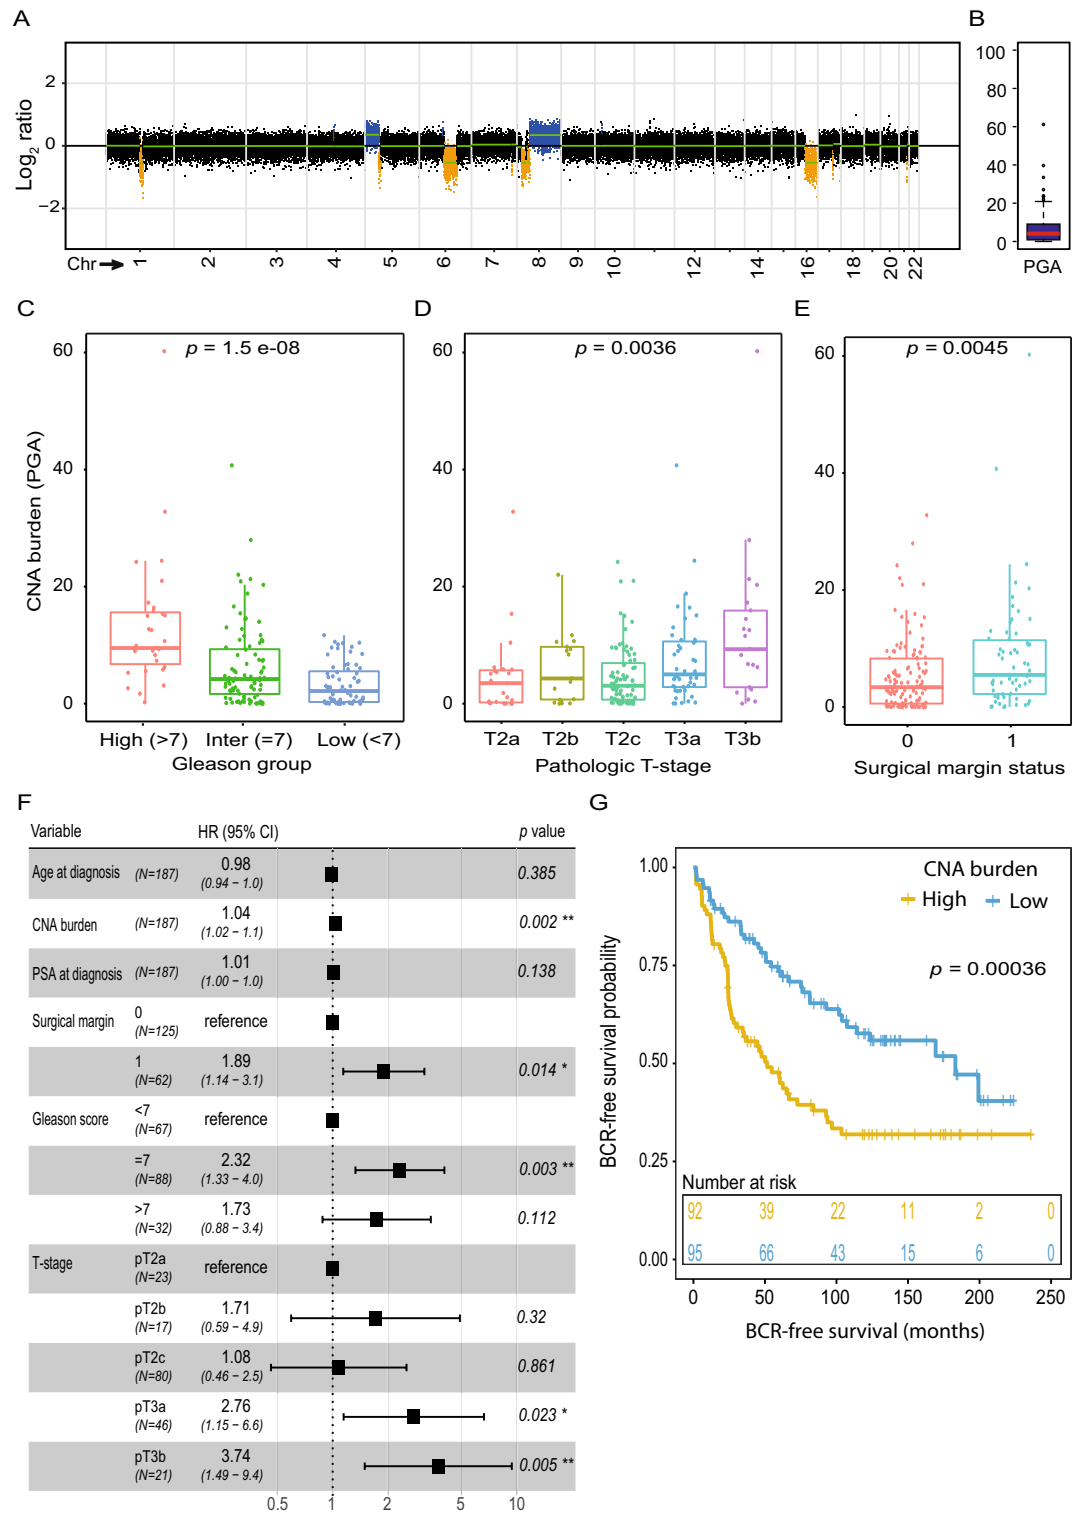 A
B
Log2 ratio
2
0
−2
Chr
1
2
3
4
5
6
7
8
9
10
12
14
16
18
20
22
100
80
60
40
20
0
PGA
C
D
E
CNA burden (PGA)
60
40
20
0
p = 1.5 e-08
High (>7) Inter (=7) Low (<7)
Gleason group
60
40
20
0
p = 0.0036
T2a T2b T2c T3a T3b
Pathologic T-stage
60
40
20
0
p = 0.0045
0 1
Surgical margin status
F
Variable HR (95% CI) p value
Age at diagnosis (N=187) 0.98 (0.94 − 1.0) 0.385
CNA burden (N=187) 1.04 (1.02 − 1.1) 0.002 **
PSA at diagnosis (N=187) 1.01 (1.00 − 1.0) 0.138
Surgical margin 0 (N=125) reference
1 (N=62) 1.89 (1.14 − 3.1) 0.014 *
Gleason score <7 (N=67) reference
=7 (N=88) 2.32 (1.33 − 4.0) 0.003 **
>7 (N=32) 1.73 (0.88 − 3.4) 0.112
T-stage pT2a (N=23) reference
pT2b (N=17) 1.71 (0.59 − 4.9) 0.32
pT2c (N=80) 1.08 (0.46 − 2.5) 0.861
pT3a (N=46) 2.76 (1.15 − 6.6) 0.023 *
pT3b (N=21) 3.74 (1.49 − 9.4) 0.005 **
0.5 1 2 5 10
G
BCR-free survival probability
1.00
0.75
0.50
0.25
0.00
CNA burden
High Low
p = 0.00036
Number at risk
92 39 22 11 2 0
95 66 43 15 6 0
0 50 100 150 200 250
BCR-free survival (months)